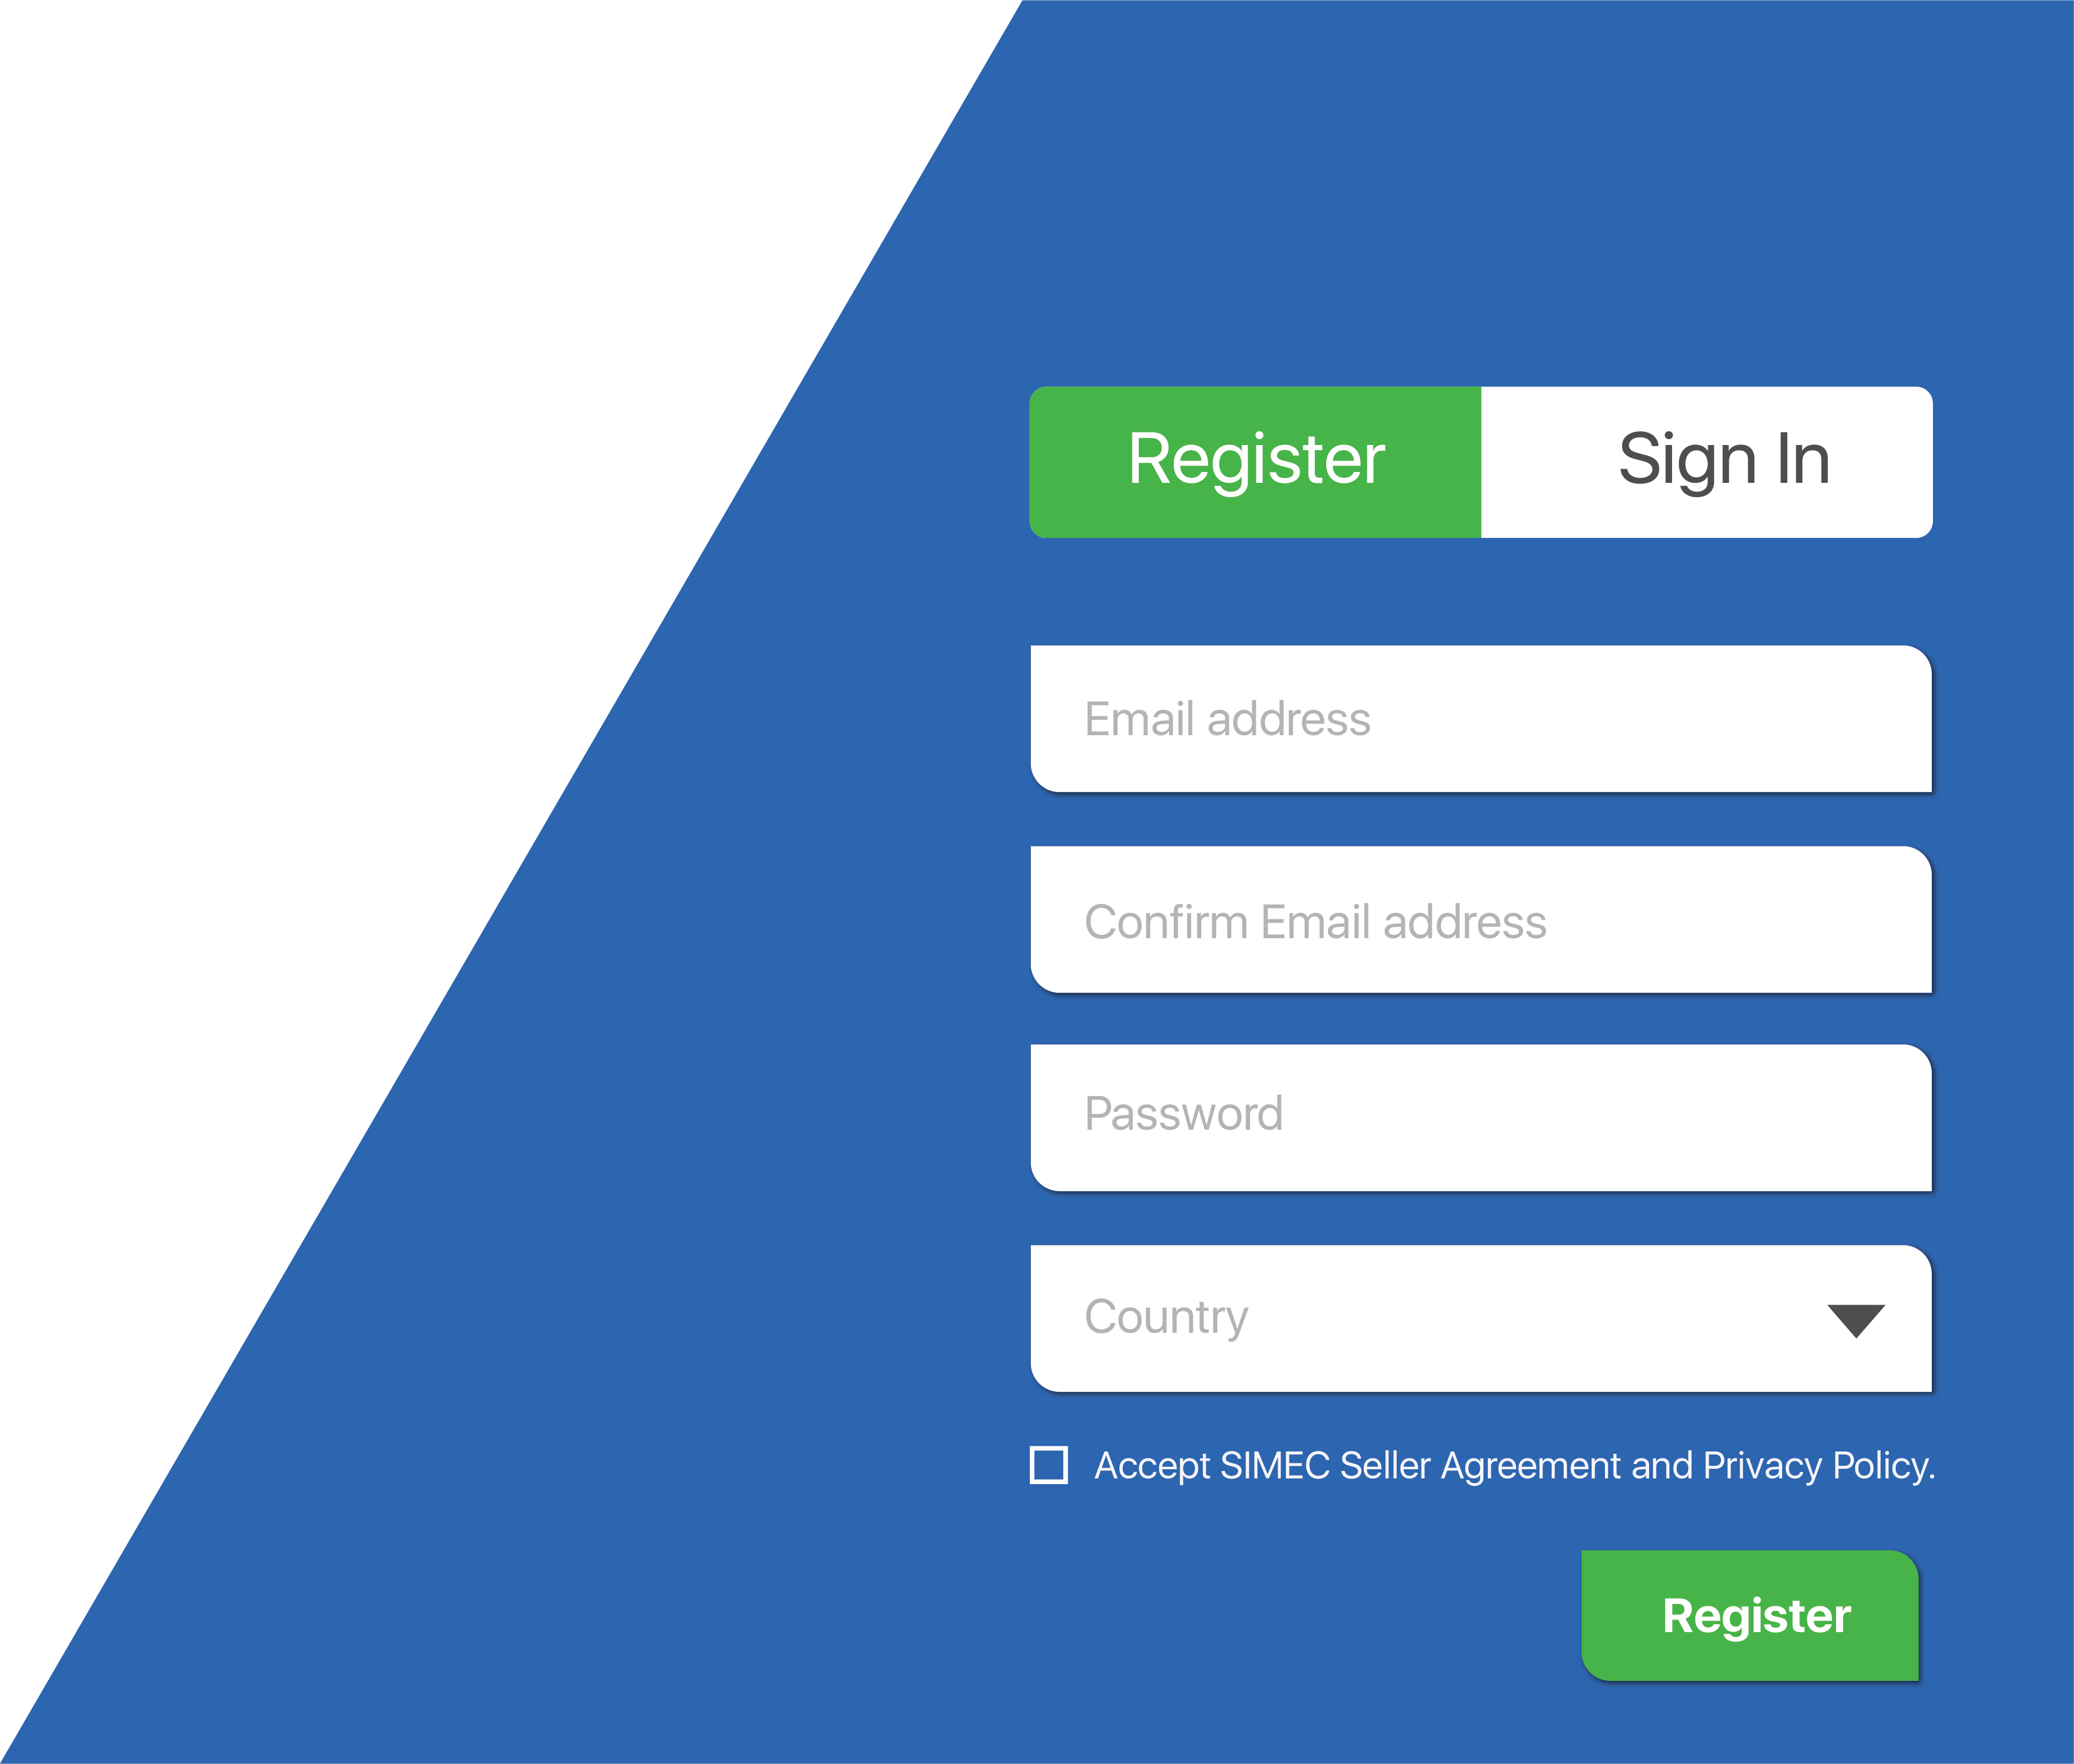 Register Sign In
Email address
Confirm Email address
Password
Country
Accept SIMEC Seller Agreement and Privacy Policy.
Register